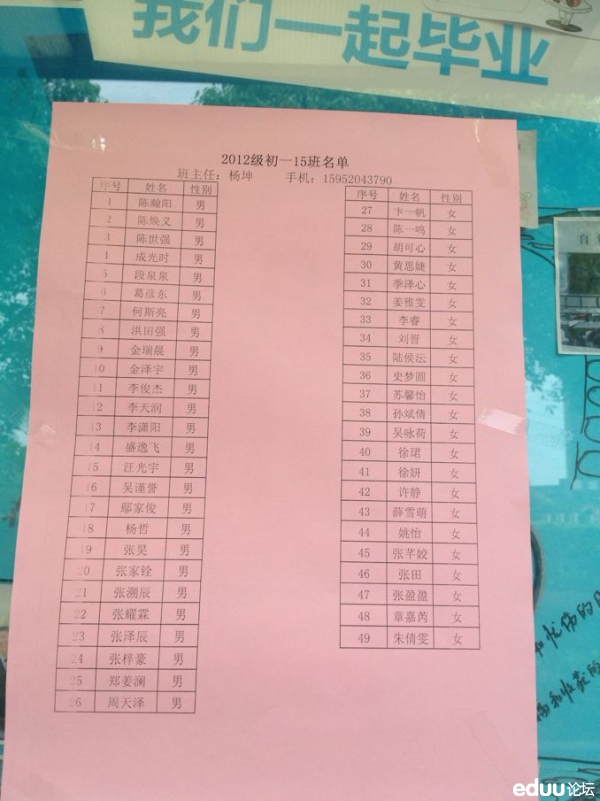 我们一起毕业
2012级初一15班名单
班主任：杨坤 手机：15952043790
序号 姓名 性别
1 陈瀚阳 男
2 陈焕义 男
3 陈世强 男
4 成光时 男
5 段泉泉 男
6 葛彦东 男
7 何斯亮 男
8 洪田强 男
9 金瑞晨 男
10 金泽宇 男
11 李俊杰 男
12 李天润 男
13 李潇阳 男
14 盛逸飞 男
15 汪光宇 男
16 吴谨誉 男
17 鄢家俊 男
18 杨哲 男
19 张昊 男
20 张家铨 男
21 张溯辰 男
22 张耀霖 男
23 张泽辰 男
24 张梓豪 男
25 郑姜澜 男
26 周天泽 男
序号 姓名 性别
27 卞一帆 女
28 陈一鸣 女
29 胡可心 女
30 黄思婕 女
31 季泽心 女
32 姜雅雯 女
33 李睿 女
34 刘晋 女
35 陆侯沄 女
36 史梦圆 女
37 苏馨怡 女
38 孙斌倩 女
39 吴咏荷 女
40 徐珺 女
41 徐妍 女
42 许静 女
43 薛雪萌 女
44 姚怡 女
45 张芊姣 女
46 张田 女
47 张盈盈 女
48 章嘉芮 女
49 朱倩雯 女
eduu论坛